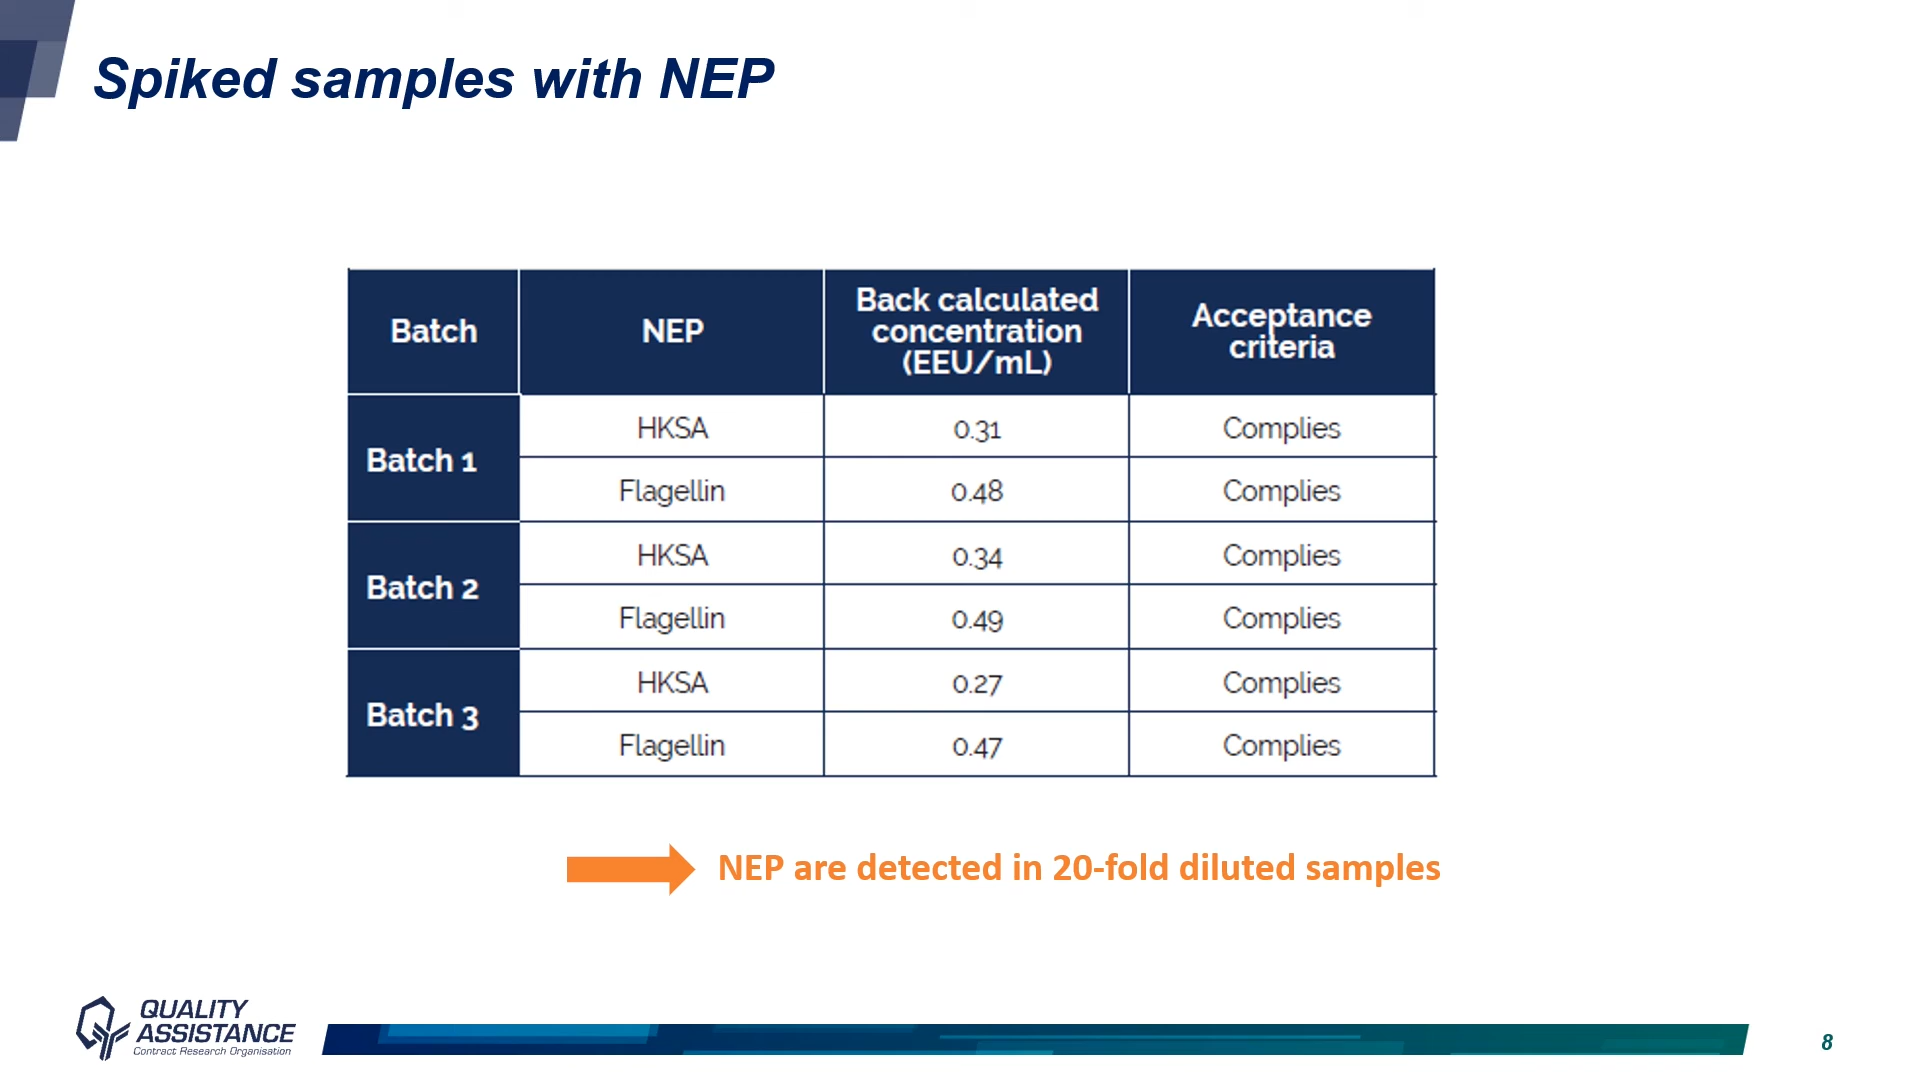 Spiked samples with NEP
Batch
NEP
Back calculated
concentration
(EEU/mL)
Acceptance
criteria
Batch 1
HKSA
0.31
Complies
Flagellin
0.48
Complies
Batch 2
HKSA
0.34
Complies
Flagellin
0.49
Complies
Batch 3
HKSA
0.27
Complies
Flagellin
0.47
Complies
NEP are detected in 20-fold diluted samples
QUALITY
ASSISTANCE
Contract Research Organisation
8